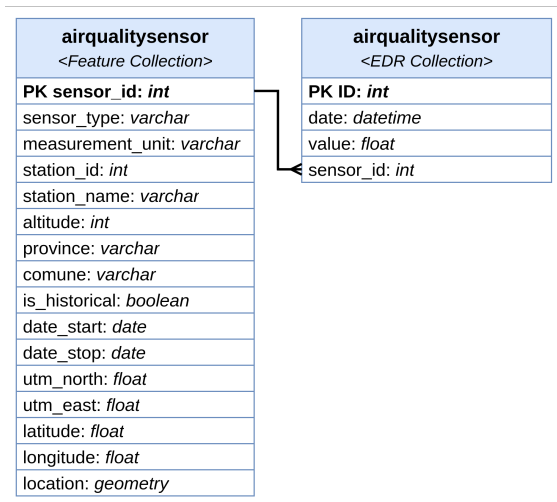 airqualitysensor
<Feature Collection>
PK sensor_id: int
sensor_type: varchar
measurement_unit: varchar
station_id: int
station_name: varchar
altitude: int
province: varchar
comune: varchar
is_historical: boolean
date_start: date
date_stop: date
utm_north: float
utm_east: float
latitude: float
longitude: float
location: geometry
airqualitysensor
<EDR Collection>
PK ID: int
date: datetime
value: float
sensor_id: int